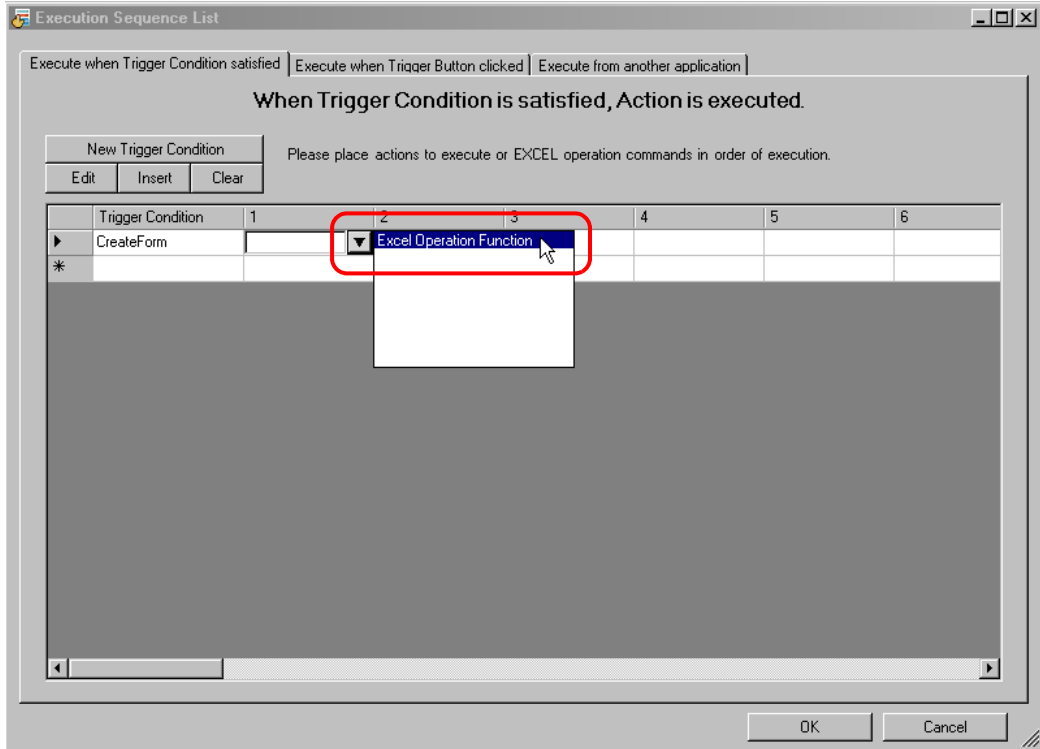 Execution Sequence List
Execute when Trigger Condition satisfied Execute when Trigger Button clicked Execute from another application
When Trigger Condition is satisfied, Action is executed.
New Trigger Condition
Please place actions to execute or EXCEL operation commands in order of execution.
Edit Insert Clear
Trigger Condition 1 2 3 4 5 6
CreateForm Excel Operation Function
OK Cancel